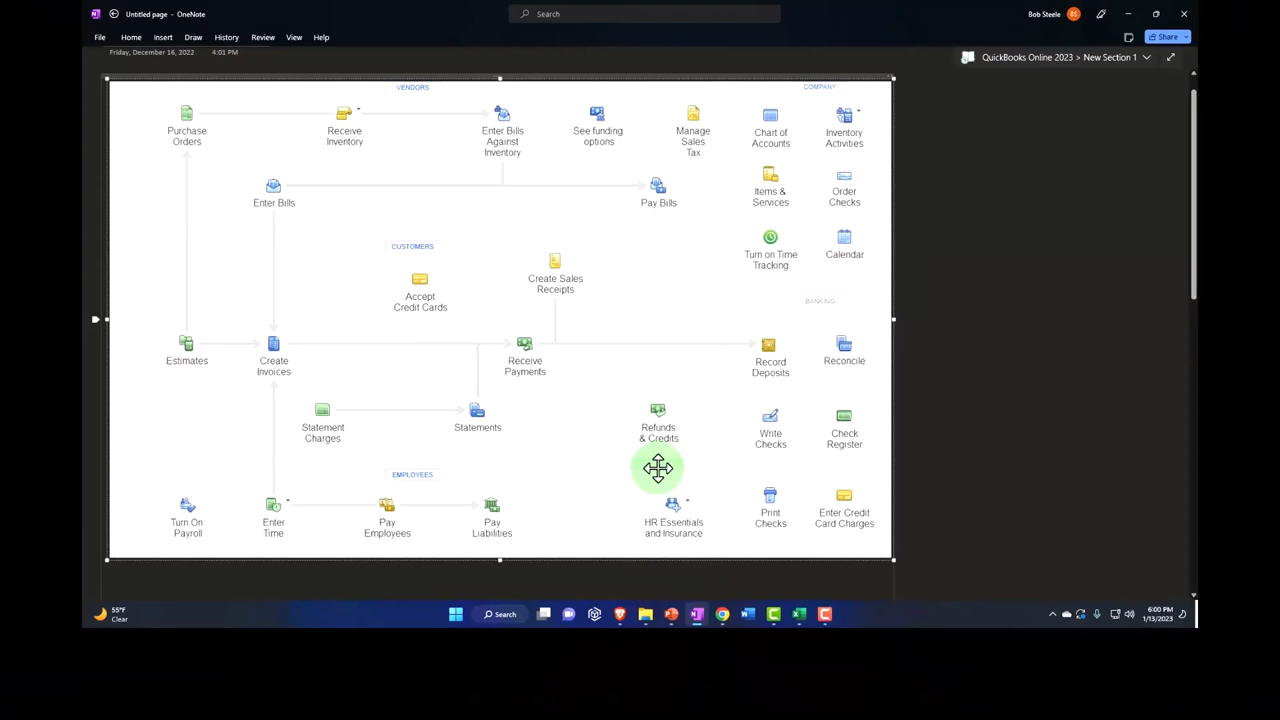 Untitled page - OneNote
Search
Bob Steele
BS
File
Home
Insert
Draw
History
Review
View
Help
Share
Friday, December 16, 2022
4:01 PM
QuickBooks Online 2023 > New Section 1
VENDORS
COMPANY
Purchase
Orders
Receive
Inventory
Enter Bills
Against
Inventory
See funding
options
Manage
Sales
Tax
Chart of
Accounts
Inventory
Activities
Enter Bills
Pay Bills
Items &
Services
Order
Checks
CUSTOMERS
Accept
Credit Cards
Create Sales
Receipts
Turn on Time
Tracking
Calendar
BANKING
Estimates
Create
Invoices
Receive
Payments
Record
Deposits
Reconcile
Statement
Charges
Statements
Refunds
& Credits
Write
Checks
Check
Register
EMPLOYEES
Turn On
Payroll
Enter
Time
Pay
Employees
Pay
Liabilities
HR Essentials
and Insurance
Print
Checks
Enter Credit
Card Charges
55°F
Clear
Search
6:00 PM
1/13/2023